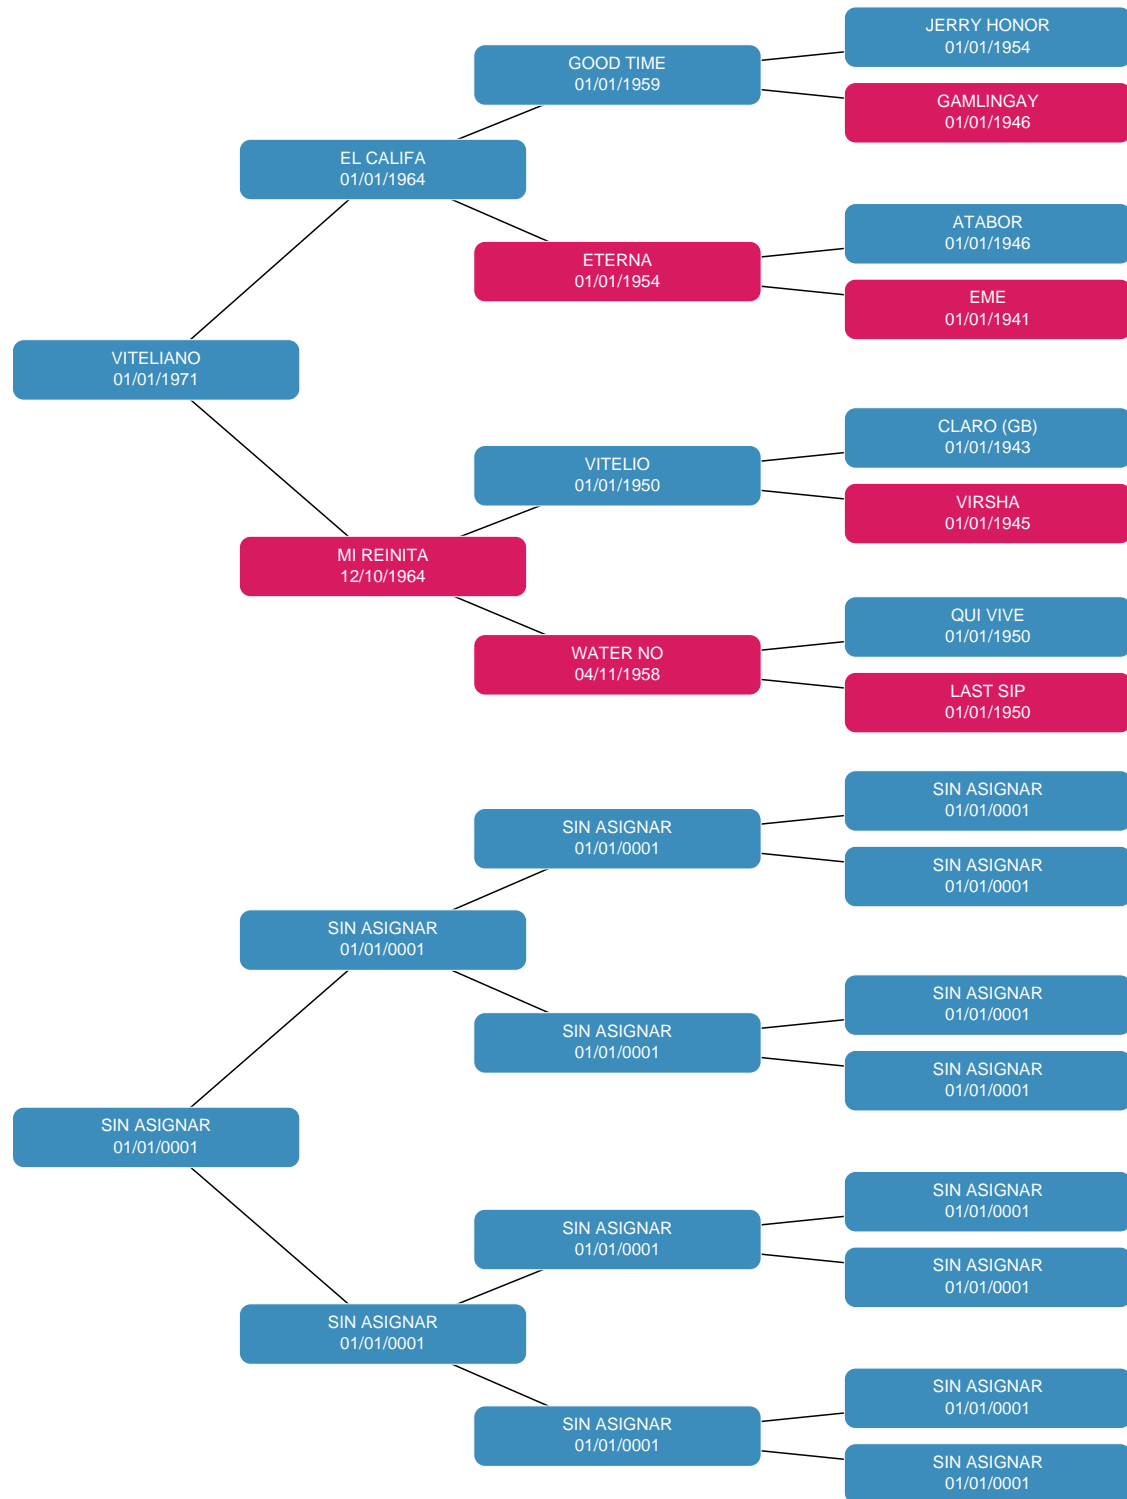 JERRY HONOR
01/01/1954
GOOD TIME
01/01/1959
GAMLINGAY
01/01/1946
EL CALIFA
01/01/1964
ATABOR
01/01/1946
ETERNA
01/01/1954
EME
01/01/1941
VITELIANO
01/01/1971
CLARO (GB)
01/01/1943
VITELIO
01/01/1950
VIRSHA
01/01/1945
MI REINITA
12/10/1964
QUI VIVE
01/01/1950
WATER NO
04/11/1958
LAST SIP
01/01/1950
SIN ASIGNAR
01/01/0001
SIN ASIGNAR
01/01/0001
SIN ASIGNAR
01/01/0001
SIN ASIGNAR
01/01/0001
SIN ASIGNAR
01/01/0001
SIN ASIGNAR
01/01/0001
SIN ASIGNAR
01/01/0001
SIN ASIGNAR
01/01/0001
SIN ASIGNAR
01/01/0001
SIN ASIGNAR
01/01/0001
SIN ASIGNAR
01/01/0001
SIN ASIGNAR
01/01/0001
SIN ASIGNAR
01/01/0001
SIN ASIGNAR
01/01/0001
SIN ASIGNAR
01/01/0001